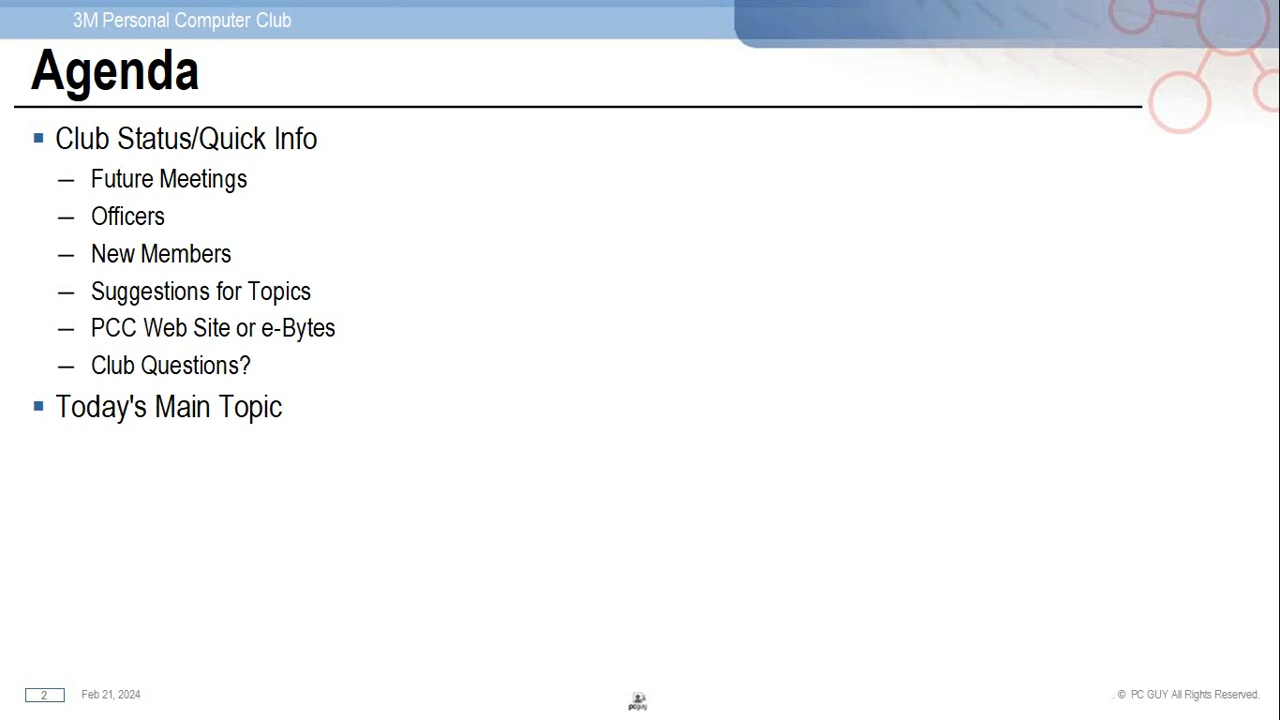 3M Personal Computer Club
Agenda
Club Status/Quick Info
— Future Meetings
— Officers
— New Members
— Suggestions for Topics
— PCC Web Site or e-Bytes
— Club Questions?
Today's Main Topic
2
Feb 21, 2024
pcguy
. © PC GUY All Rights Reserved.